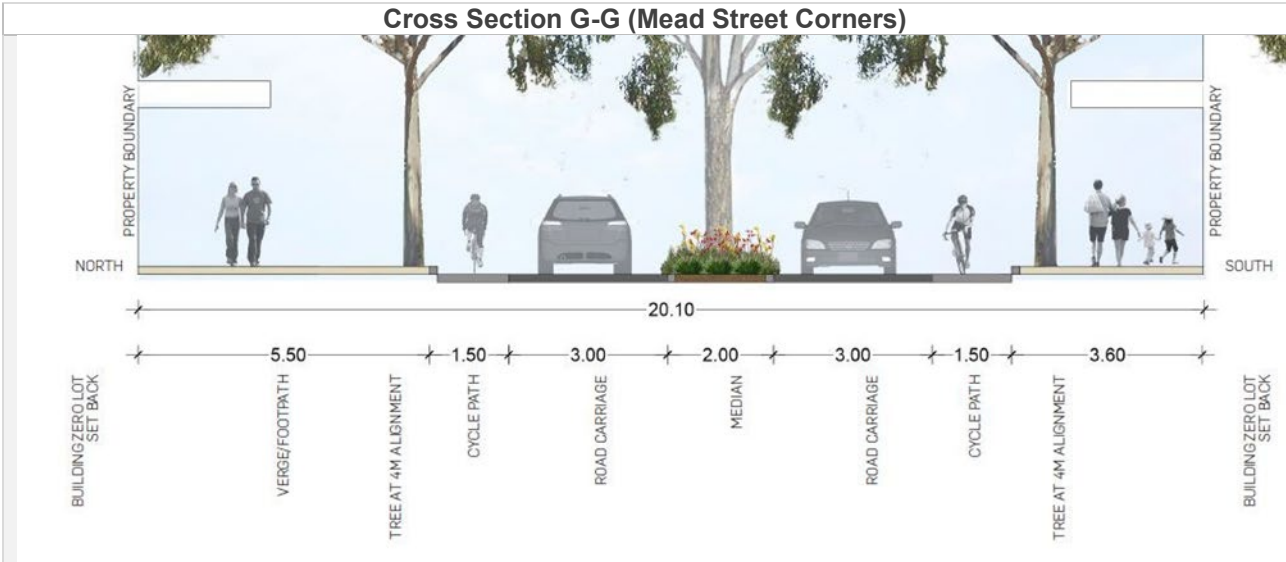 Cross Section G-G (Mead Street Corners)
PROPERTY BOUNDARY
PROPERTY BOUNDARY
NORTH
SOUTH
20.10
5.50
1.50
3.00
2.00
3.00
1.50
3.60
BUILDING ZERO LOT
SET BACK
VERGE/FOOTPATH
TREE AT 4M ALIGNMENT
CYCLE PATH
ROAD CARRIAGE
MEDIAN
ROAD CARRIAGE
CYCLE PATH
TREE AT 4M ALIGNMENT
BUILDING ZERO LOT
SET BACK